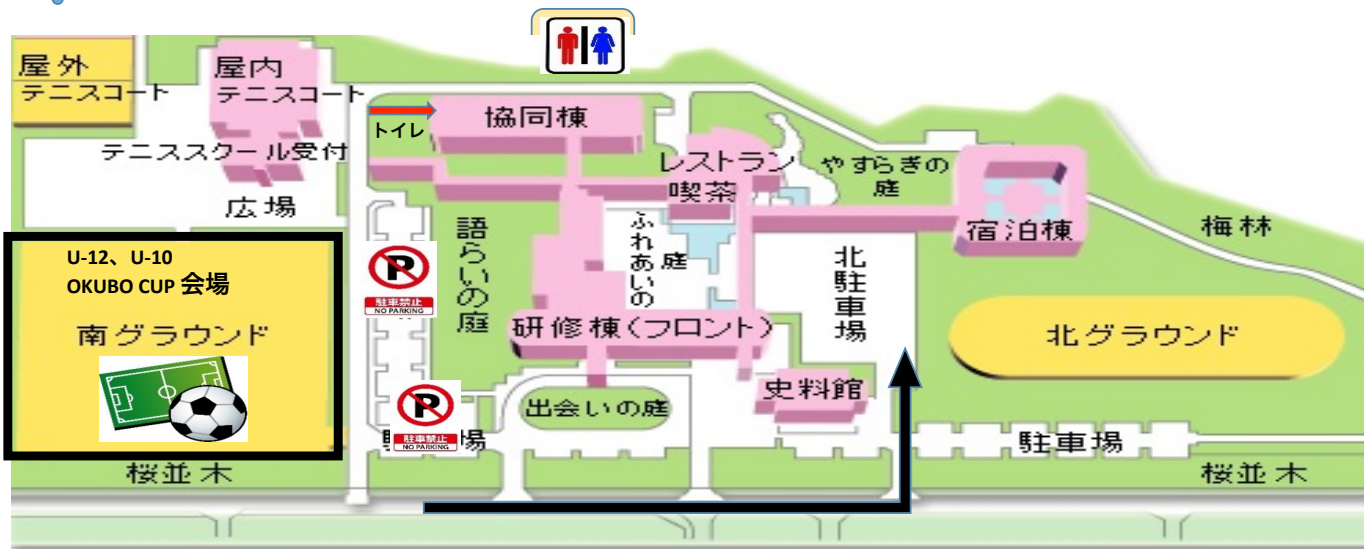 屋外
テニスコート
屋内
テニスコート
テニススクール受付
広場
トイレ
協同棟
レストラン
喫茶
やすらぎの
庭
宿泊棟
梅林
語らいの庭
ふれあいの
庭
北駐車場
U-12、U-10
OKUBO CUP 会場
南グラウンド
P
駐車禁止
NO PARKING
研修棟(フロント)
北グラウンド
史料館
出会いの庭
P
駐車禁止
NO PARKING
場
駐車場
桜並木
桜並木